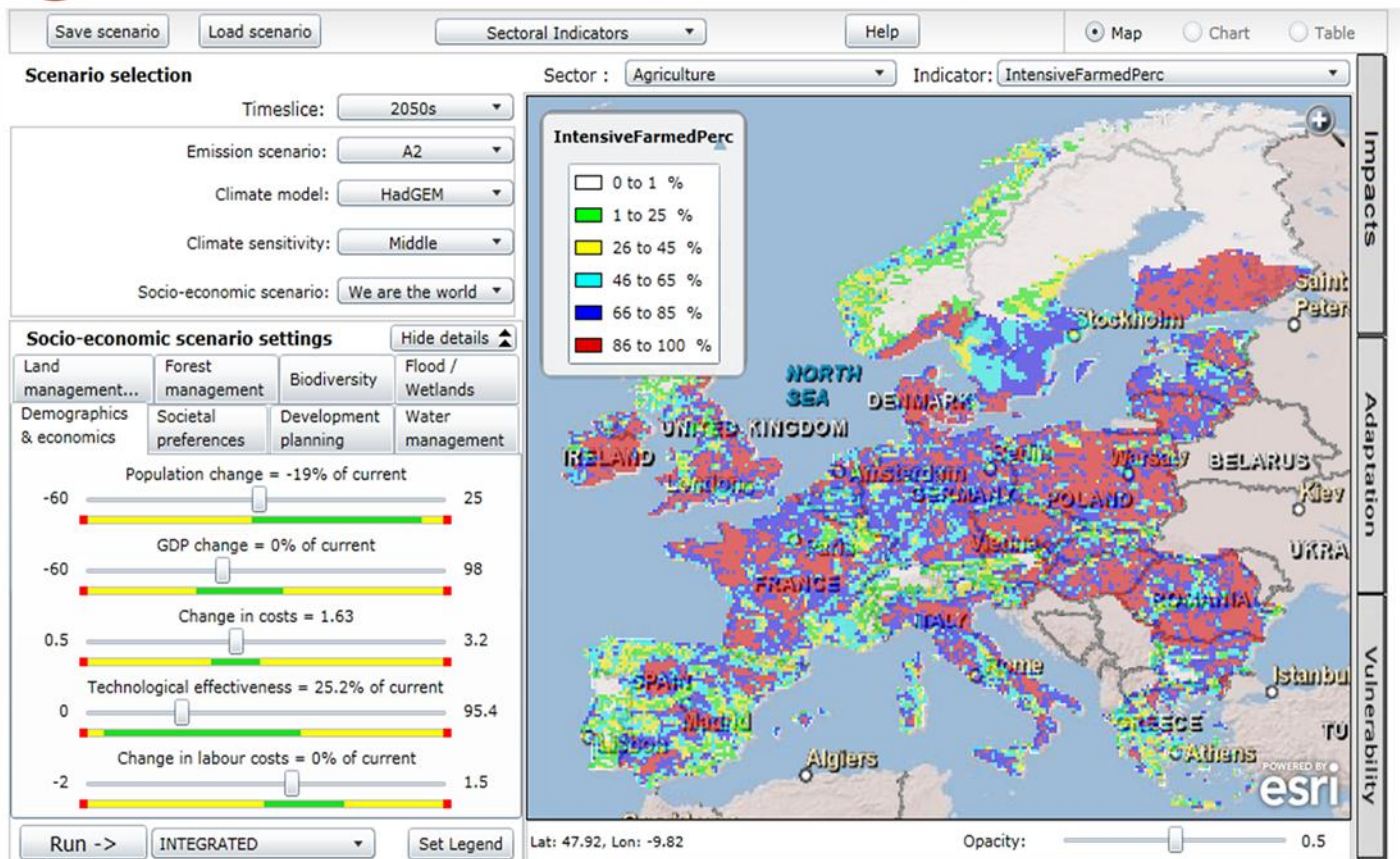 Save scenario
Load scenario
Sectoral Indicators
Help
Map
Chart
Table
Scenario selection
Timeslice: 2050s
Emission scenario: A2
Climate model: HadGEM
Climate sensitivity: Middle
Socio-economic scenario: We are the world
Socio-economic scenario settings
Hide details
Land management...
Forest management
Biodiversity
Flood / Wetlands
Demographics & economics
Societal preferences
Development planning
Water management
Population change = -19% of current
-60 25
GDP change = 0% of current
-60 98
Change in costs = 1.63
0.5 3.2
Technological effectiveness = 25.2% of current
0 95.4
Change in labour costs = 0% of current
-2 1.5
Run ->
INTEGRATED
Set Legend
Sector : Agriculture
Indicator: IntensiveFarmedPerc
IntensiveFarmedPerc
0 to 1 %
1 to 25 %
26 to 45 %
46 to 65 %
66 to 85 %
86 to 100 %
Saint
Peter
Stockholm
NORTH
SEA
DENMARK
UNITED KINGDOM
IRELAND
London
Amsterdam
Berlin
Warsaw
BELARUS
GERMANY
POLAND
Kiev
Paris
Vienna
UKRA
FRANCE
ROMANIA
ITALY
Rome
Istanbu
SPAIN
Madrid
Lisbon
GREECE
TU
Athens
Algiers
POWERED BY
esri
Lat: 47.92, Lon: -9.82
Opacity: 0.5
Impacts
Adaptation
Vulnerability